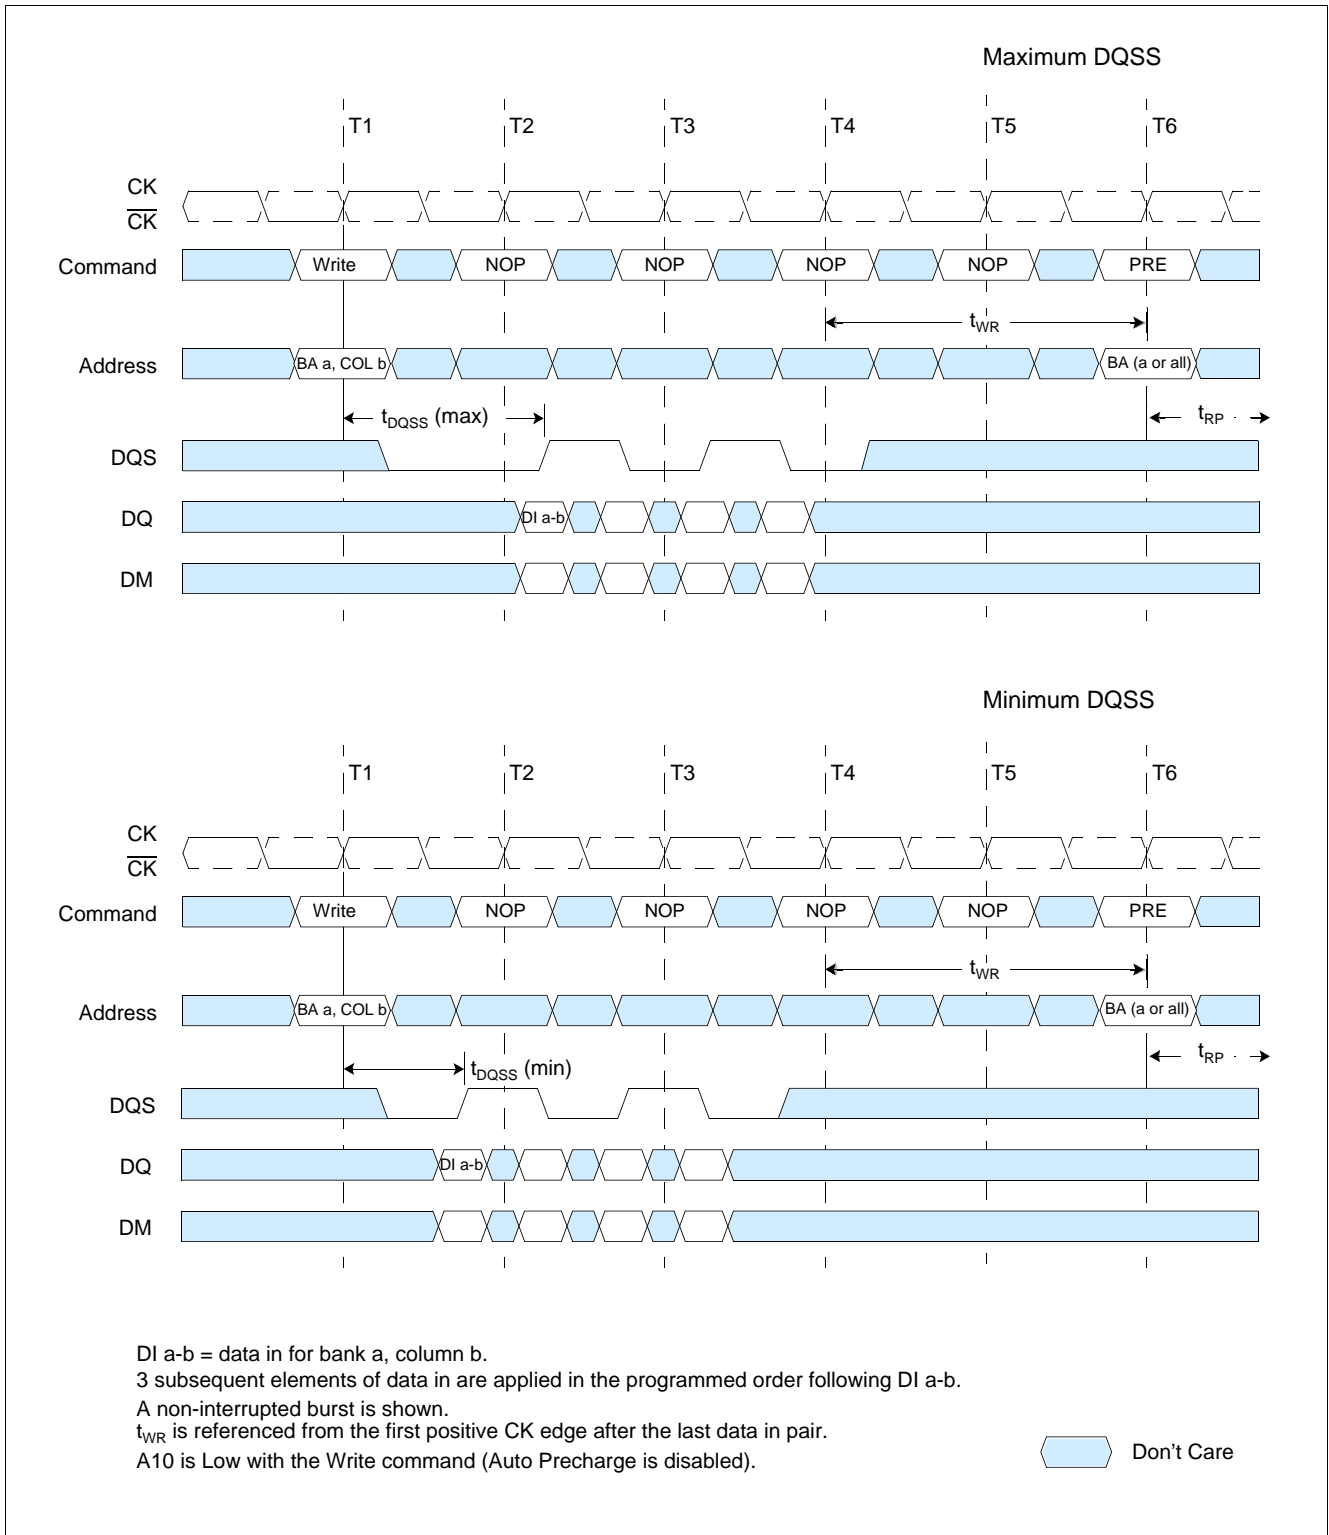 Maximum DQSS
T1 T2 T3 T4 T5 T6
CK
CK
Command Write NOP NOP NOP NOP PRE
tWR
Address BA a, COL b BA (a or all)
tDQSS (max) tRP
DQS
DQ DI a-b
DM
Minimum DQSS
T1 T2 T3 T4 T5 T6
CK
CK
Command Write NOP NOP NOP NOP PRE
tWR
Address BA a, COL b BA (a or all)
tDQSS (min) tRP
DQS
DQ DI a-b
DM
DI a-b = data in for bank a, column b.
3 subsequent elements of data in are applied in the programmed order following DI a-b.
A non-interrupted burst is shown.
tWR is referenced from the first positive CK edge after the last data in pair.
A10 is Low with the Write command (Auto Precharge is disabled).
Don't Care